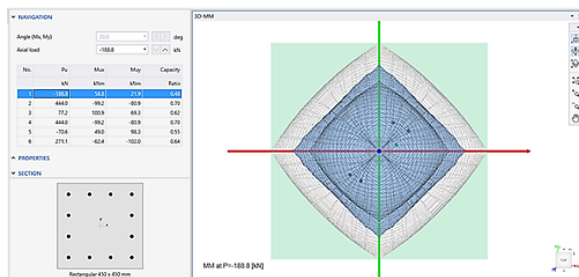 NAVIGATION
Angle (Mx, My) 20.8 deg
Axial load -188.8 kN
No. Pu Mux Muy Capacity
kN kNm kNm Ratio
1 -188.8 58.8 21.9 0.48
2 444.0 -99.2 -80.9 0.70
3 77.2 100.9 69.3 0.62
4 444.0 -99.2 -80.9 0.70
5 -70.6 49.0 98.3 0.55
6 271.1 -62.4 -102.0 0.64
PROPERTIES
SECTION
Rectangular 450 x 450 mm
3D-MM
MM at P=-188.8 [kN]